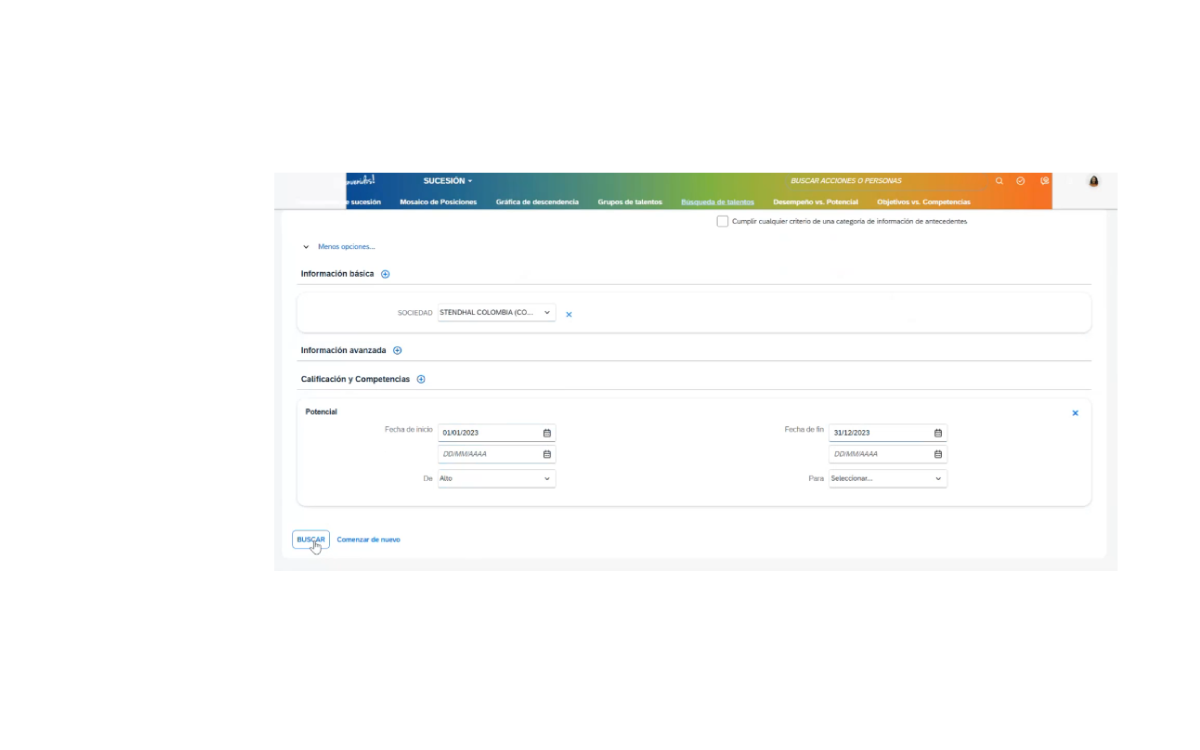 SUCESIÓN
BUSCAR ACCIONES O PERSONAS
sucesión Mosaico de Posiciones Gráfica de descendencia Grupos de talentos Búsqueda de talentos Desempeño vs. Potencial Objetivos vs. Competencias
Cumplir cualquier criterio de una categoría de información de antecedentes
Menos opciones...
Información básica
SOCIEDAD STENDHAL COLOMBIA (CO...
Información avanzada
Calificación y Competencias
Potencial
Fecha de inicio 01/01/2023 Fecha de fin 31/12/2023
DD/MM/AAAA DD/MM/AAAA
De Alto Para Seleccionar...
BUSCAR Comenzar de nuevo